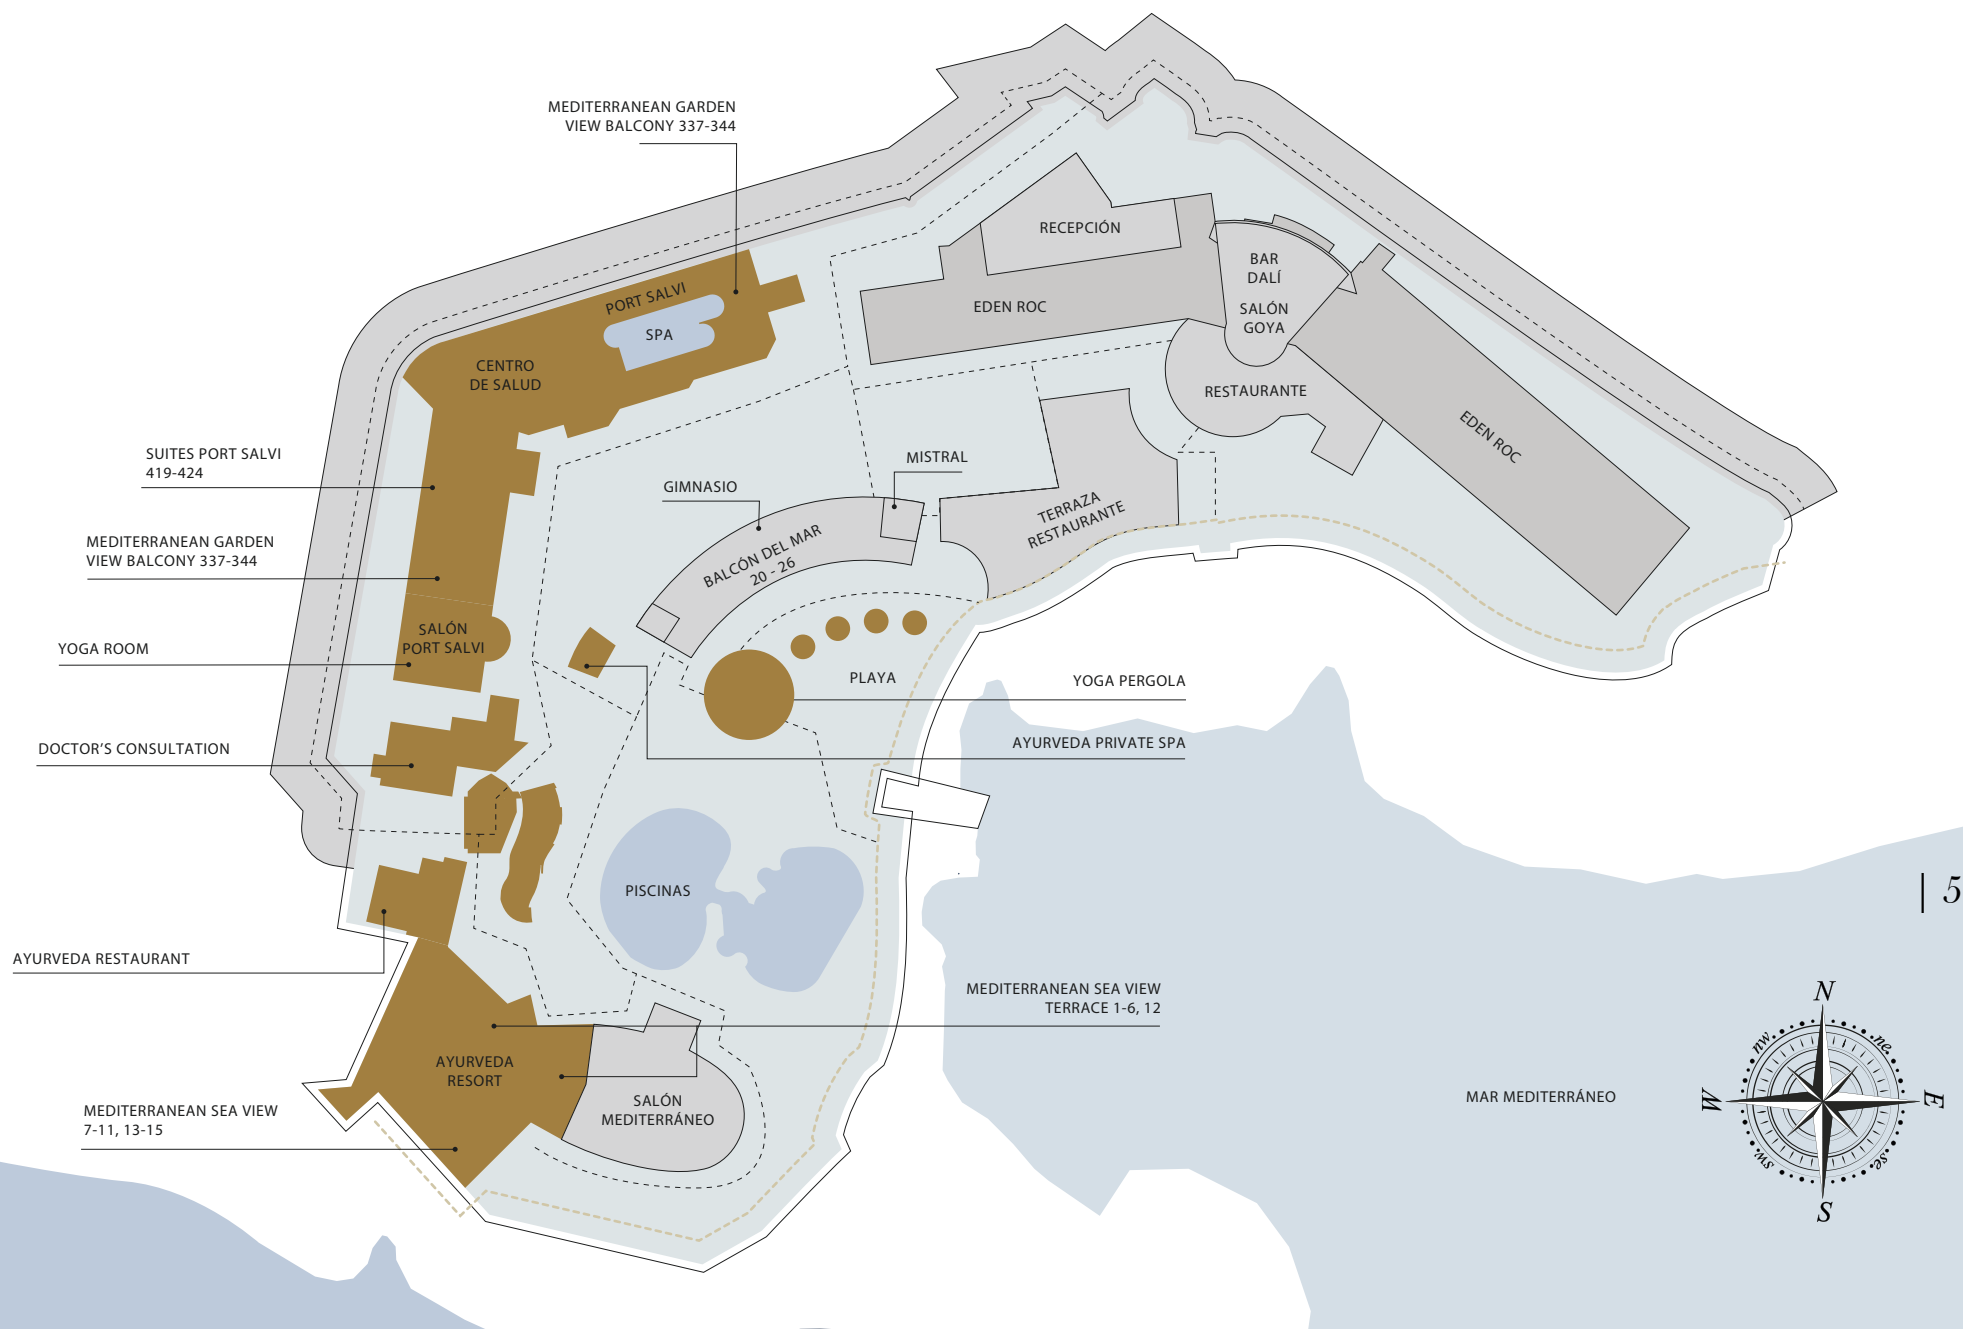 MEDITERRANEAN GARDEN
VIEW BALCONY 337-344
RECEPCIÓN
BAR
DALÍ
SALÓN
GOYA
EDEN ROC
PORT SALVI
SPA
CENTRO
DE SALUD
RESTAURANTE
EDEN ROC
SUITES PORT SALVI
419-424
MISTRAL
GIMNASIO
TERRAZA
RESTAURANTE
BALCÓN DEL MAR
20 - 26
MEDITERRANEAN GARDEN
VIEW BALCONY 337-344
SALÓN
PORT SALVI
YOGA ROOM
PLAYA
YOGA PERGOLA
DOCTOR’S CONSULTATION
AYURVEDA PRIVATE SPA
PISCINAS
| 5
AYURVEDA RESTAURANT
MEDITERRANEAN SEA VIEW
TERRACE 1-6, 12
AYURVEDA
RESORT
SALÓN
MEDITERRÁNEO
MEDITERRANEAN SEA VIEW
7-11, 13-15
MAR MEDITERRÁNEO
N
nw.
ne.
W
E
sw.
se.
S